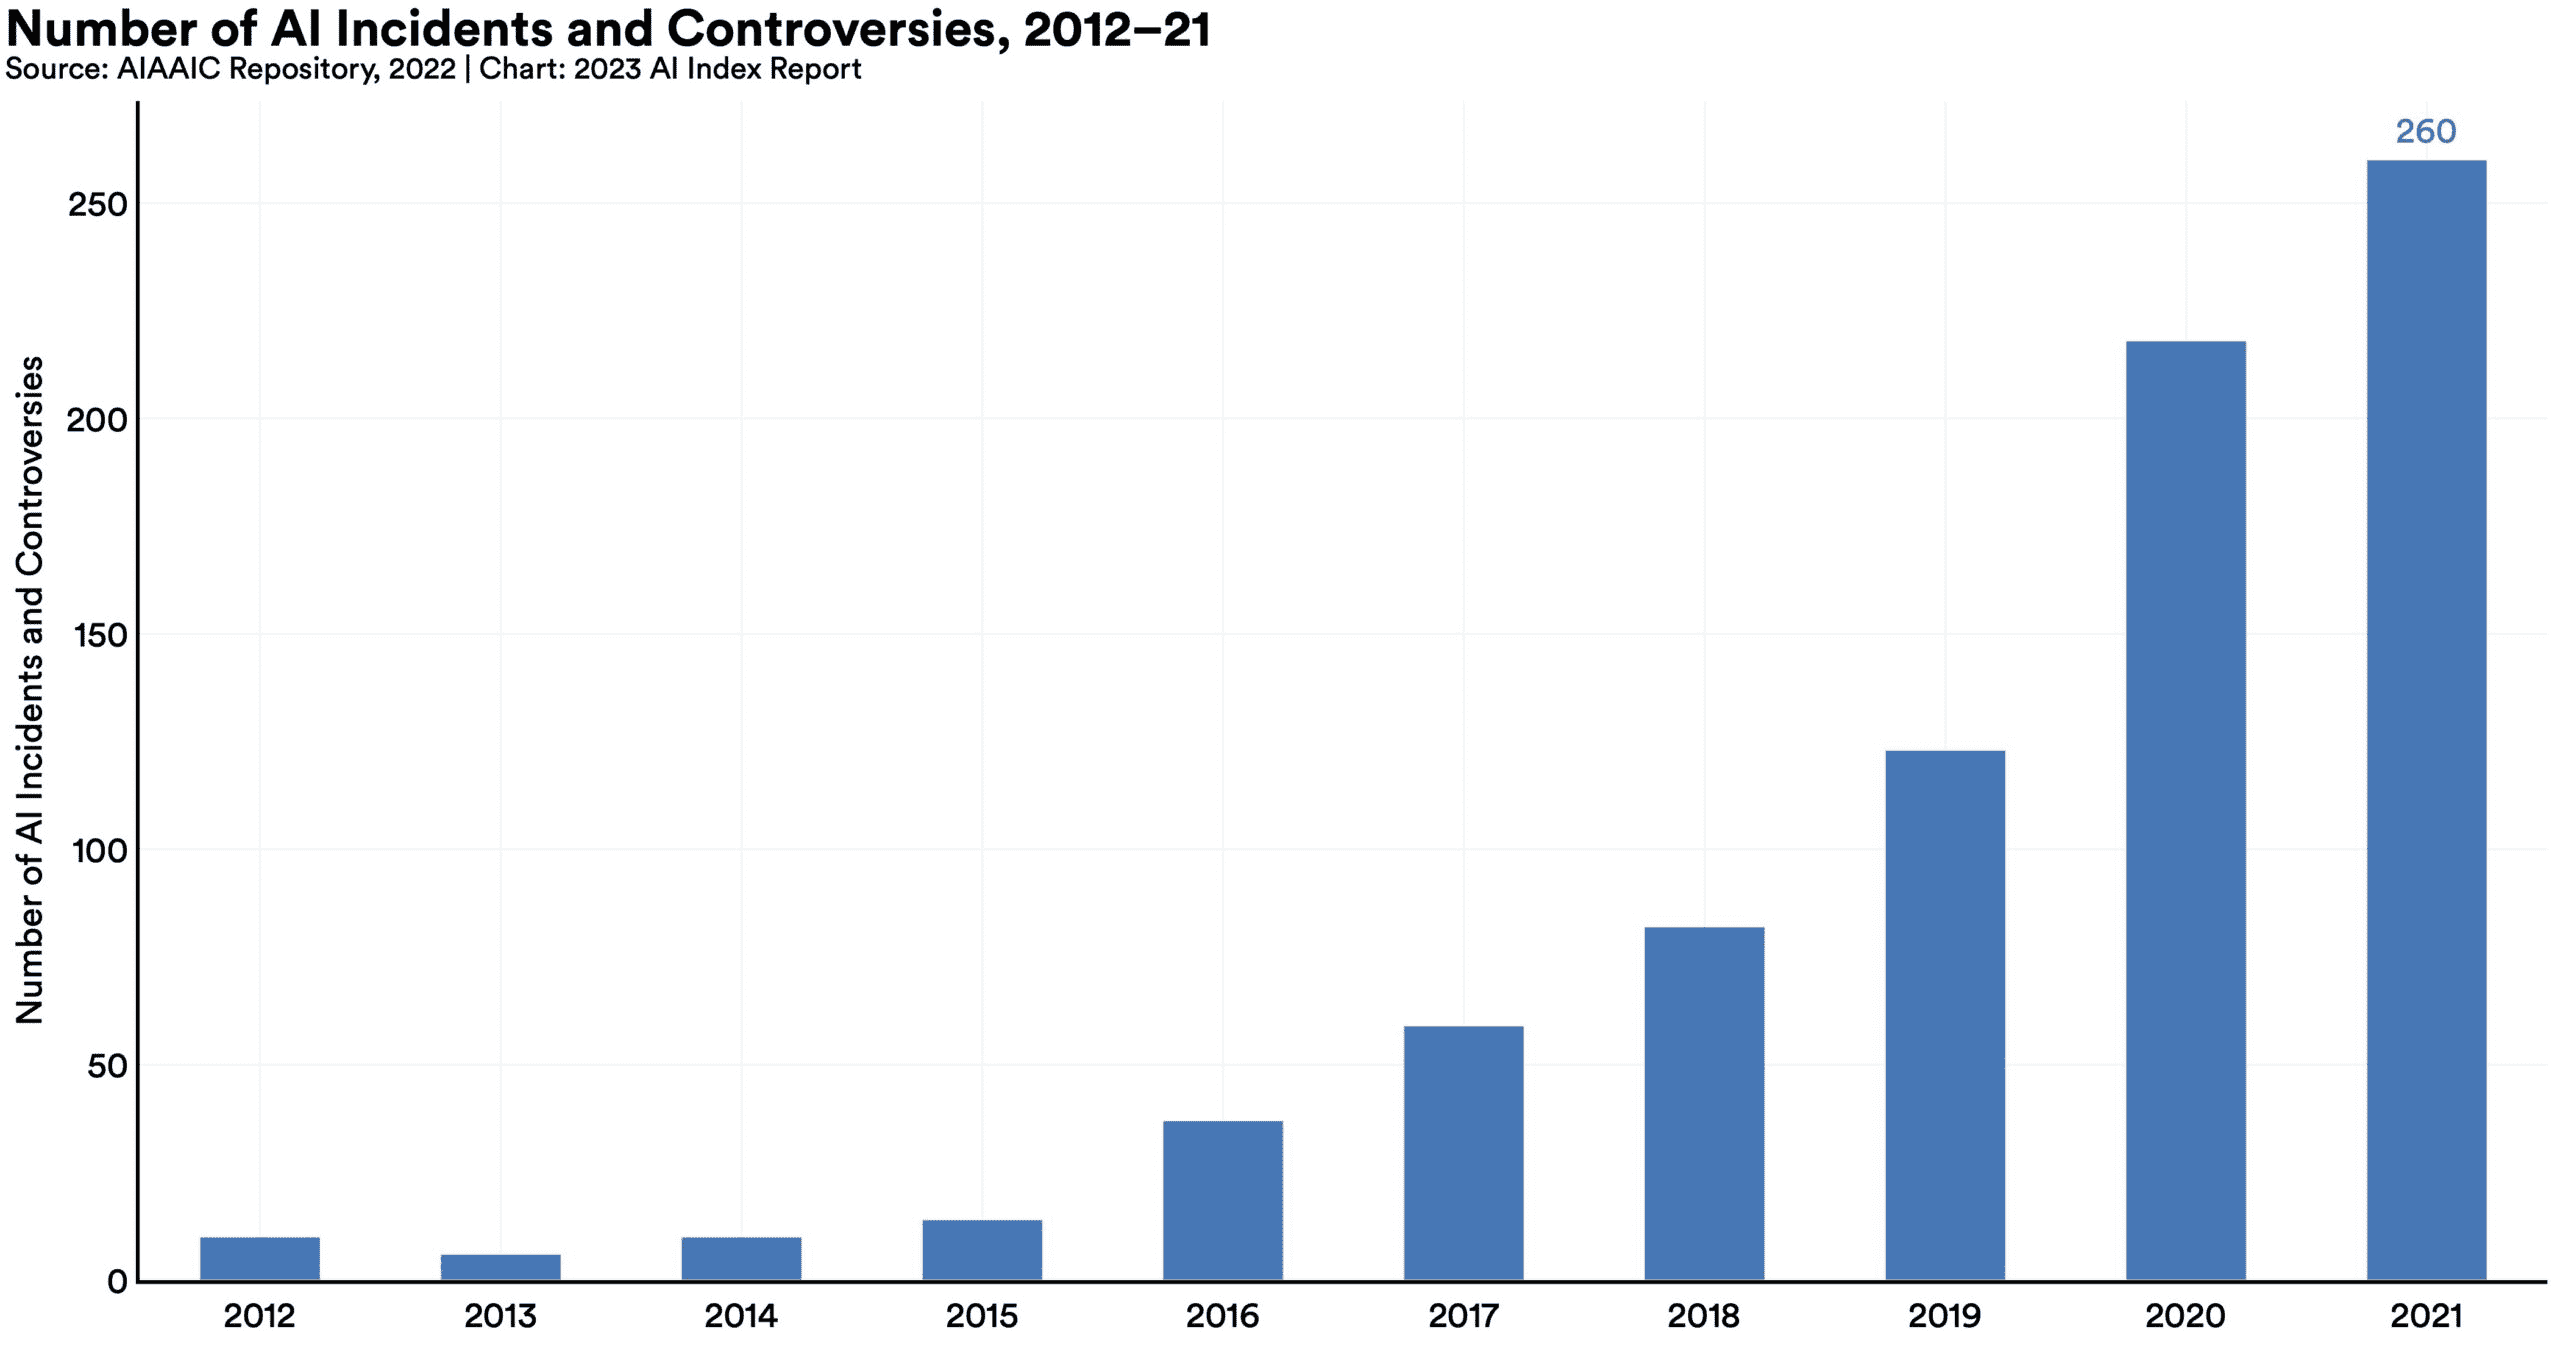 Number of AI Incidents and Controversies, 2012–21
Source: AIAAIC Repository, 2022 | Chart: 2023 AI Index Report
Number of AI Incidents and Controversies
250
200
150
100
50
0
260
2012 2013 2014 2015 2016 2017 2018 2019 2020 2021